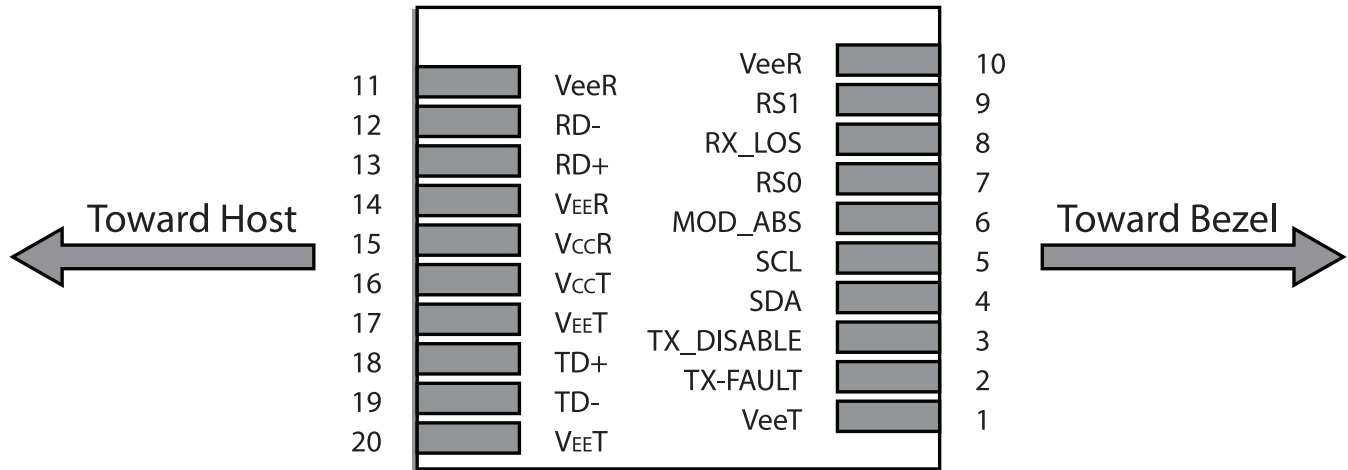 VeeR 10
11 VeeR
RS1 9
12 RD-
RX_LOS 8
13 RD+
RS0 7
14 VEER
MOD_ABS 6
15 VCCR
SCL 5
16 VCCT
SDA 4
17 VEET
TX_DISABLE 3
18 TD+
TX-FAULT 2
19 TD-
VeeT 1
20 VEET
Toward Host
Toward Bezel